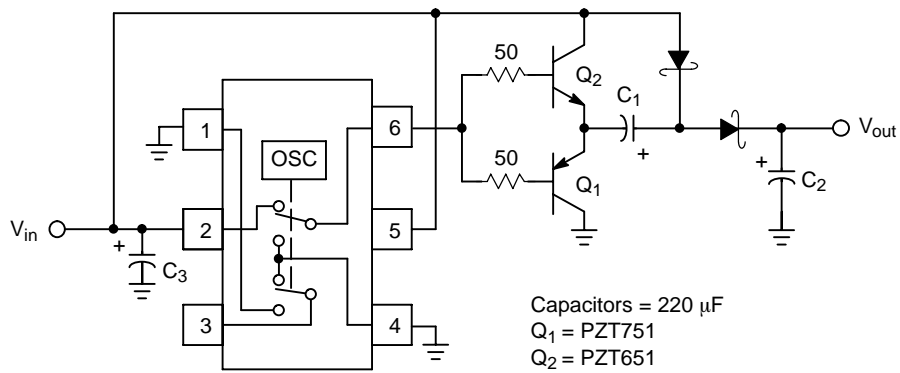 50
Q2
C1
1
6
OSC
50
Q1
Vout
+
+
C2
Vin
2
5
+
C3
3
4
Capacitors = 220 μF
Q1 = PZT751
Q2 = PZT651